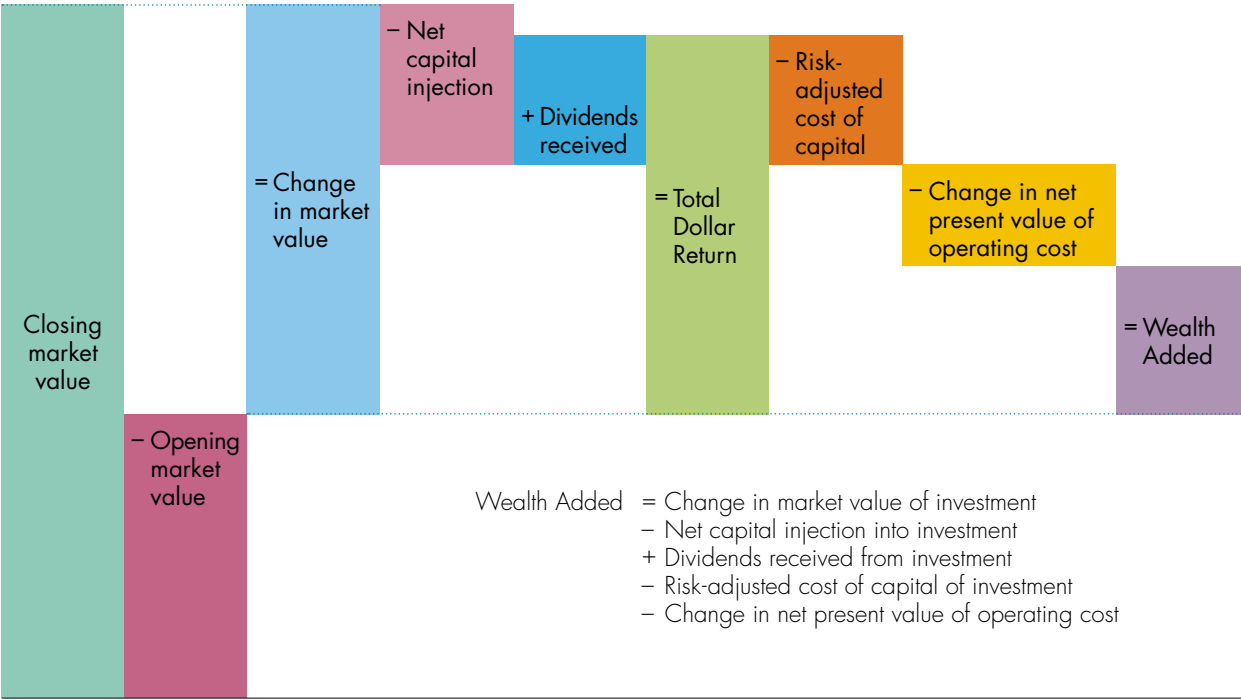 Closing
market
value
– Opening
market
value
= Change
in market
value
– Net
capital
injection
+ Dividends
received
= Total
Dollar
Return
– Risk-
adjusted
cost of
capital
– Change in net
present value of
operating cost
= Wealth
Added
Wealth Added = Change in market value of investment
– Net capital injection into investment
+ Dividends received from investment
– Risk-adjusted cost of capital of investment
– Change in net present value of operating cost